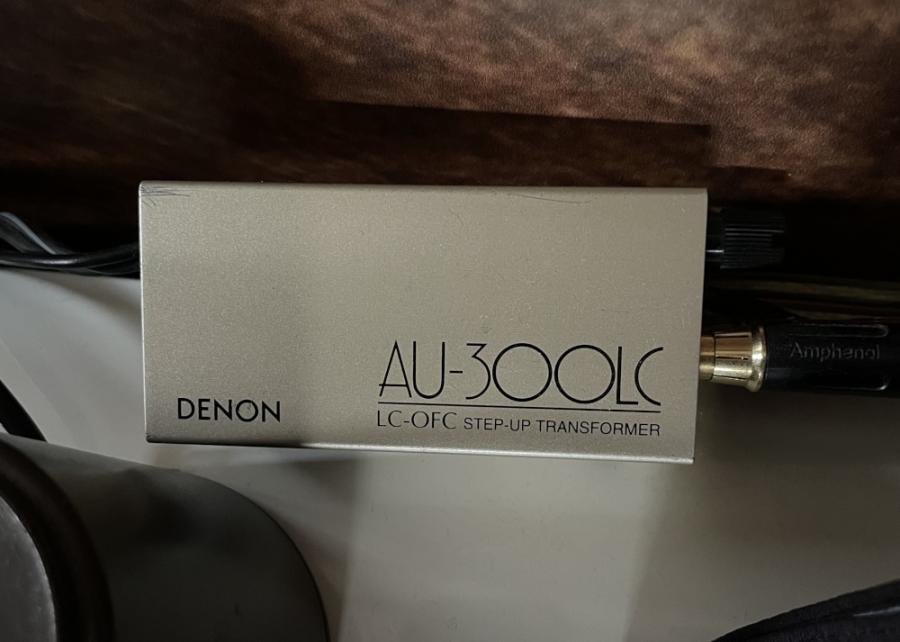 AU-300LC
DENON
LC-OFC STEP-UP TRANSFORMER
Amphenol